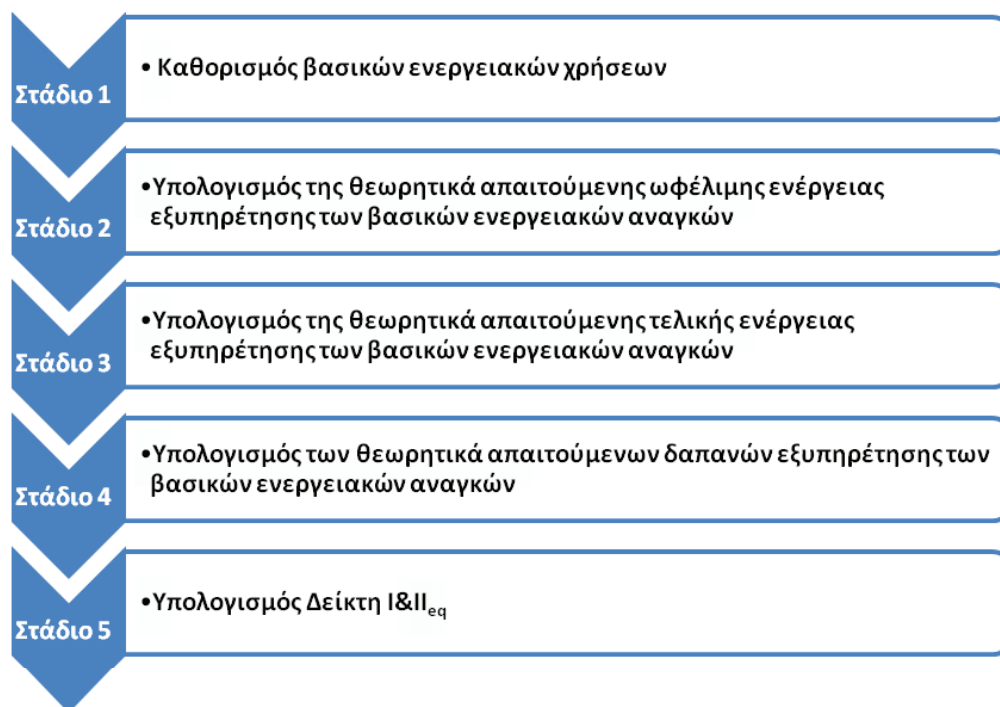 Στάδιο 1
• Καθορισμός βασικών ενεργειακών χρήσεων
Στάδιο 2
•Υπολογισμός της θεωρητικά απαιτούμενης ωφέλιμης ενέργειας
εξυπηρέτησης των βασικών ενεργειακών αναγκών
Στάδιο 3
•Υπολογισμός της θεωρητικά απαιτούμενης τελικής ενέργειας
εξυπηρέτησης των βασικών ενεργειακών αναγκών
Στάδιο 4
•Υπολογισμός των θεωρητικά απαιτούμενων δαπανών εξυπηρέτησης των
βασικών ενεργειακών αναγκών
Στάδιο 5
•Υπολογισμός Δείκτη I&II_eq